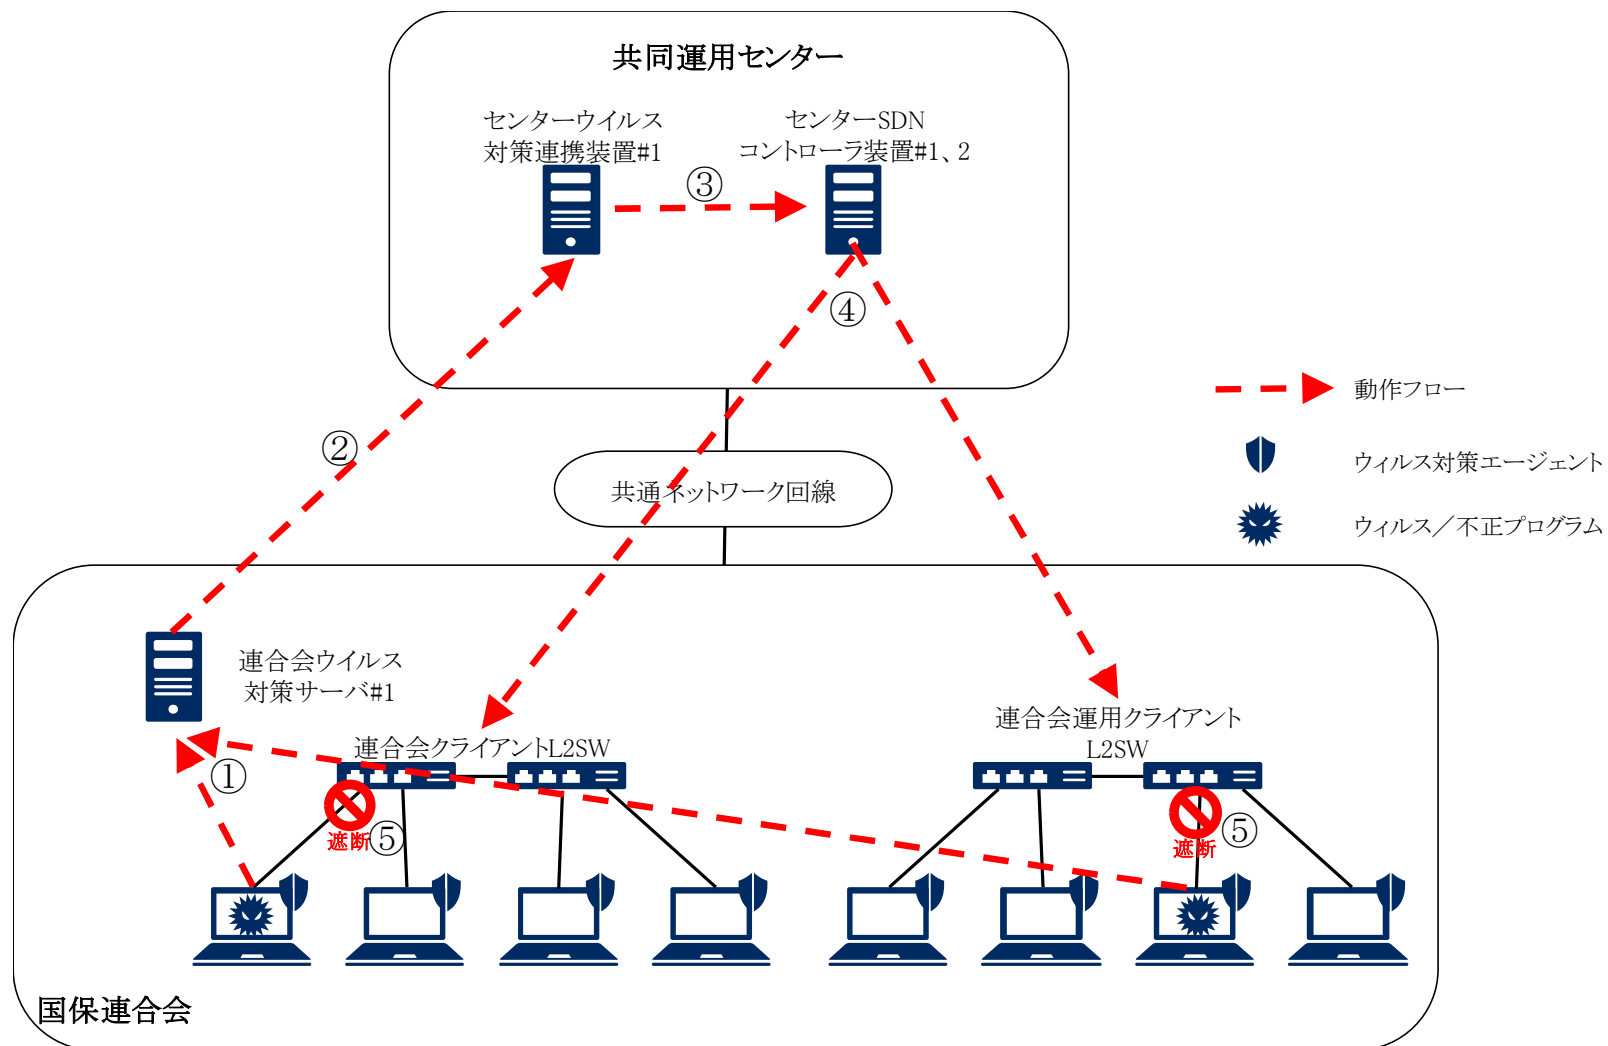 共同運用センター
センターウイルス
対策連携装置#1
センターSDN
コントローラ装置#1、2
③
④
②
動作フロー
ウィルス対策エージェント
共通ネットワーク回線
ウィルス／不正プログラム
連合会ウイルス
対策サーバ#1
連合会運用クライアント
L2SW
連合会クライアントL2SW
①
遮断
⑤
遮断
⑤
国保連合会